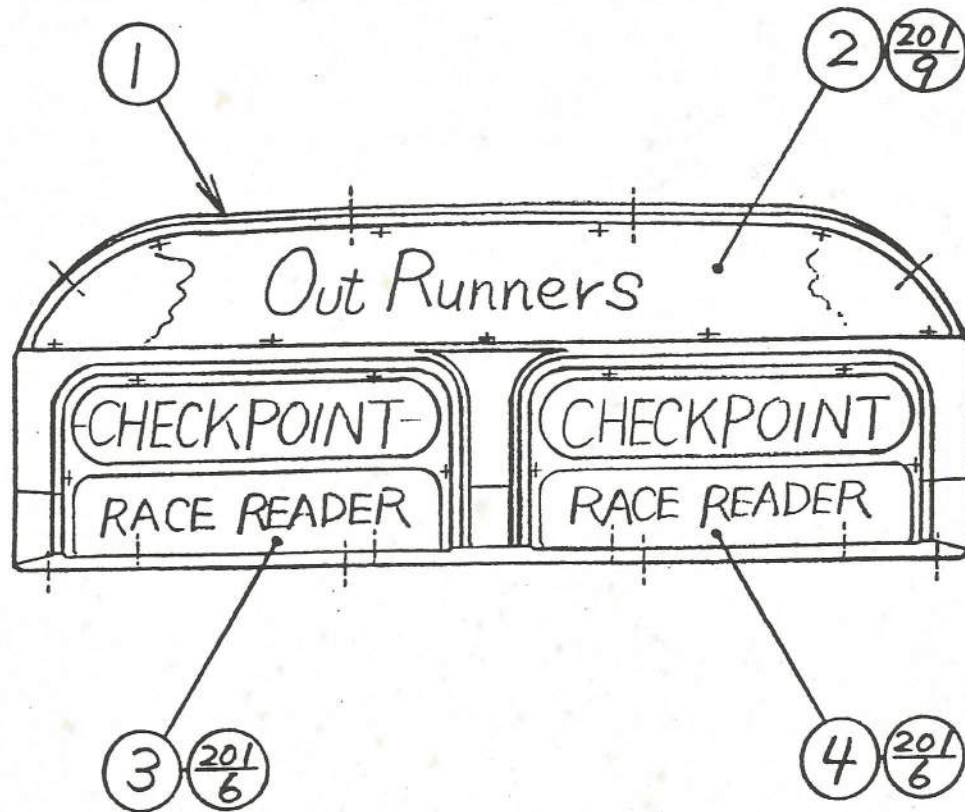 1
2 201/9
Out Runners
CHECKPOINT CHECKPOINT
RACE READER RACE READER
3 201/6
4 201/6